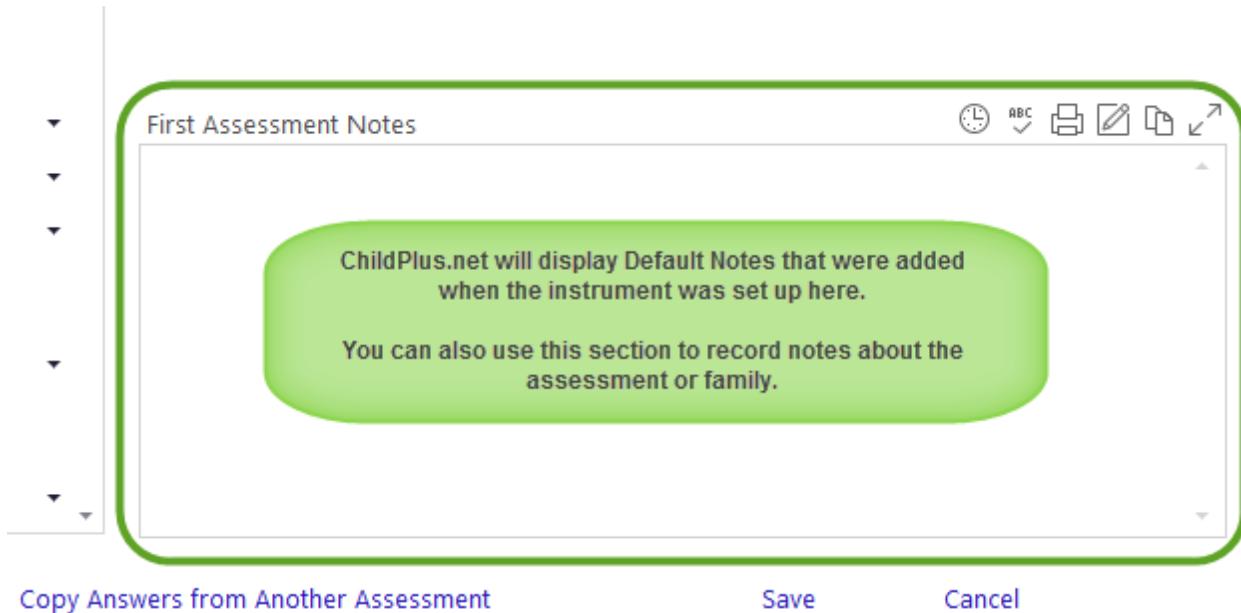 First Assessment Notes
ABC
ChildPlus.net will display Default Notes that were added
when the instrument was set up here.
You can also use this section to record notes about the
assessment or family.
Copy Answers from Another Assessment
Save
Cancel